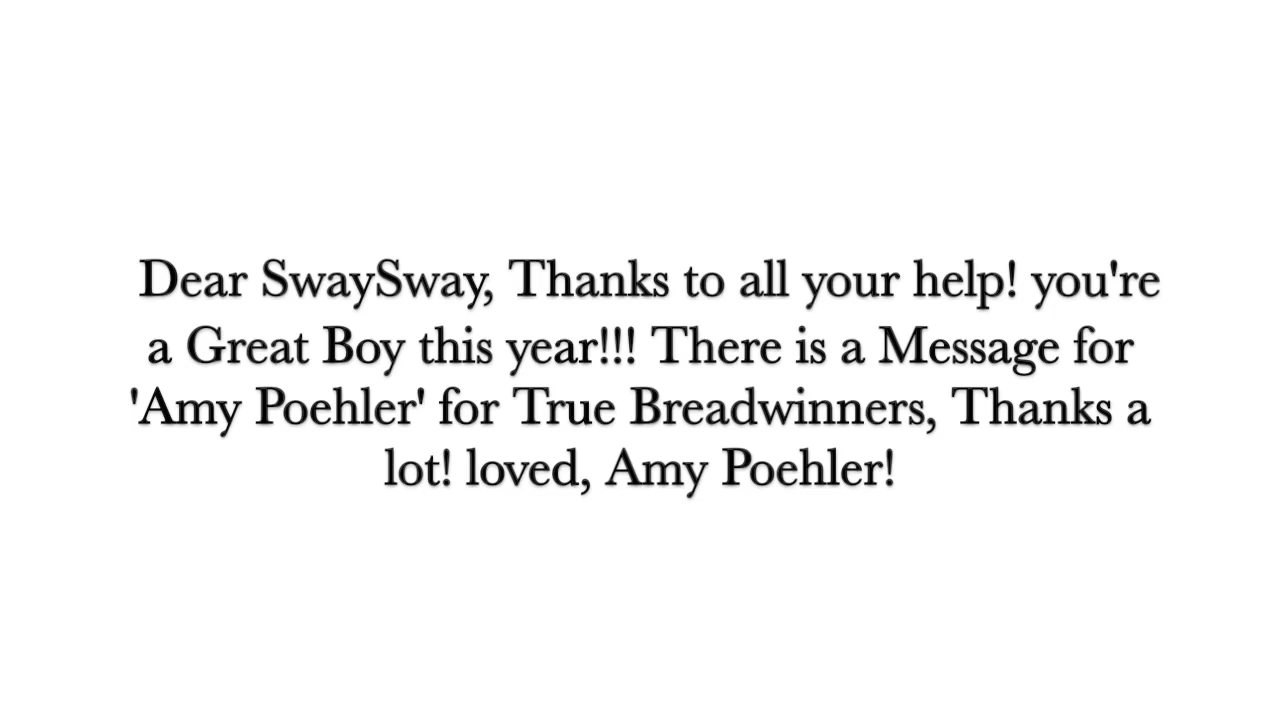 Dear SwaySway, Thanks to all your help! you're
a Great Boy this year!!! There is a Message for
'Amy Poehler' for True Breadwinners, Thanks a
lot! loved, Amy Poehler!